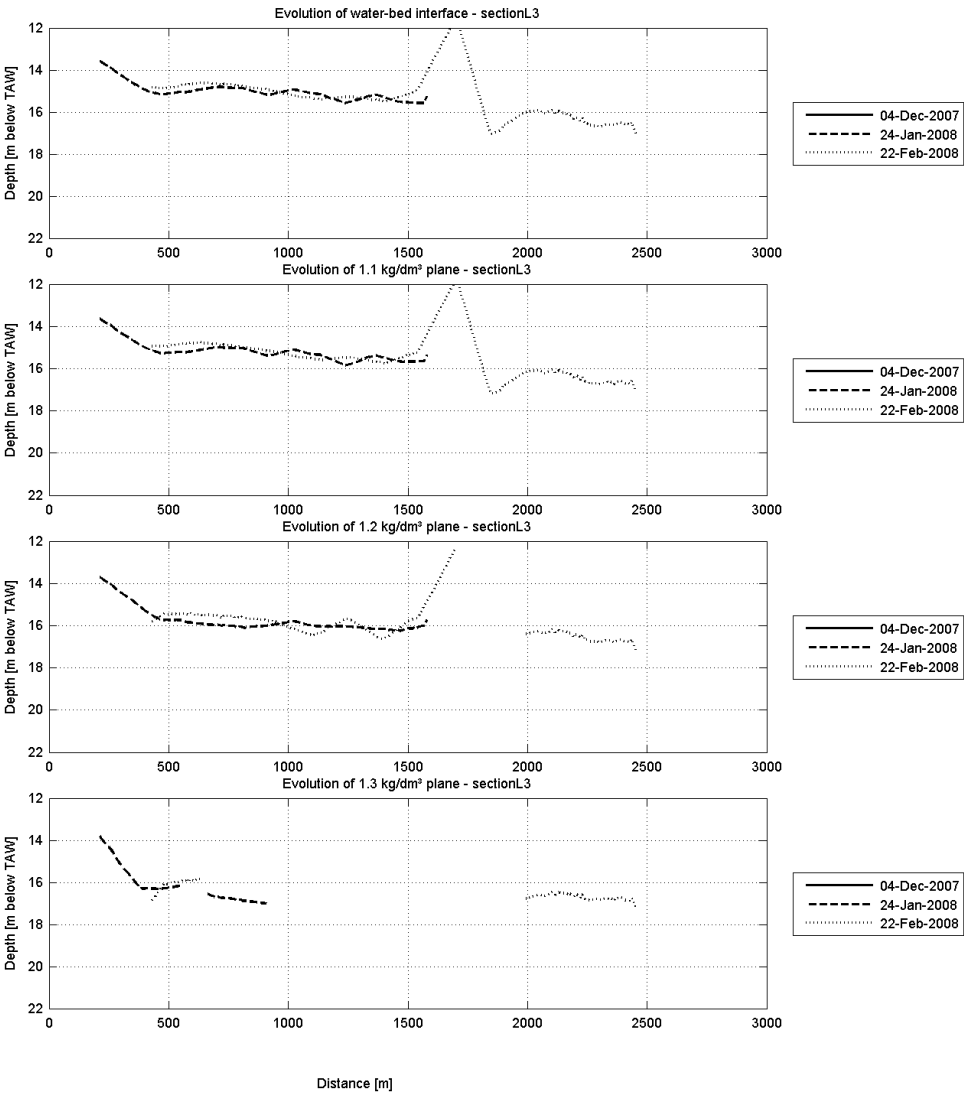 Evolution of water-bed interface - sectionL3
12
14
16
18
20
22
Depth [m below TAW]
0 500 1000 1500 2000 2500 3000
04-Dec-2007
24-Jan-2008
22-Feb-2008
Evolution of 1.1 kg/dm³ plane - sectionL3
12
14
16
18
20
22
Depth [m below TAW]
0 500 1000 1500 2000 2500 3000
04-Dec-2007
24-Jan-2008
22-Feb-2008
Evolution of 1.2 kg/dm³ plane - sectionL3
12
14
16
18
20
22
Depth [m below TAW]
0 500 1000 1500 2000 2500 3000
04-Dec-2007
24-Jan-2008
22-Feb-2008
Evolution of 1.3 kg/dm³ plane - sectionL3
12
14
16
18
20
22
Depth [m below TAW]
0 500 1000 1500 2000 2500 3000
04-Dec-2007
24-Jan-2008
22-Feb-2008
Distance [m]